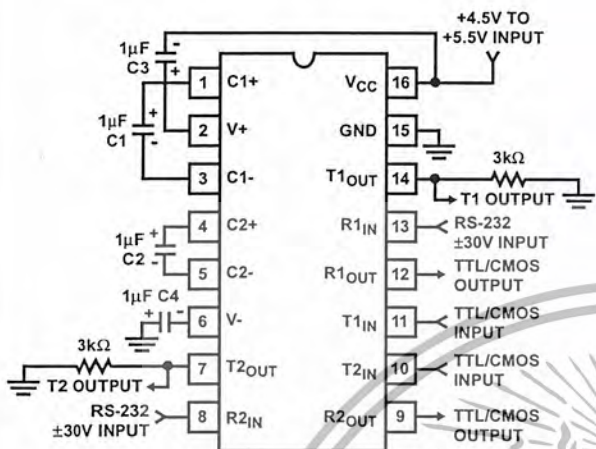 +4.5V TO
+5.5V INPUT
1µF
C3
-
+
1
C1+
VCC
16
1µF
C1
+
-
2
V+
GND
15
3
C1-
T1OUT
14
3kΩ
T1 OUTPUT
4
C2+
R1IN
13
RS-232
±30V INPUT
1µF
C2
+
-
5
C2-
R1OUT
12
TTL/CMOS
OUTPUT
1µF C4
+
-
6
V-
T1IN
11
TTL/CMOS
INPUT
3kΩ
T2 OUTPUT
7
T2OUT
T2IN
10
TTL/CMOS
INPUT
RS-232
±30V INPUT
8
R2IN
R2OUT
9
TTL/CMOS
OUTPUT